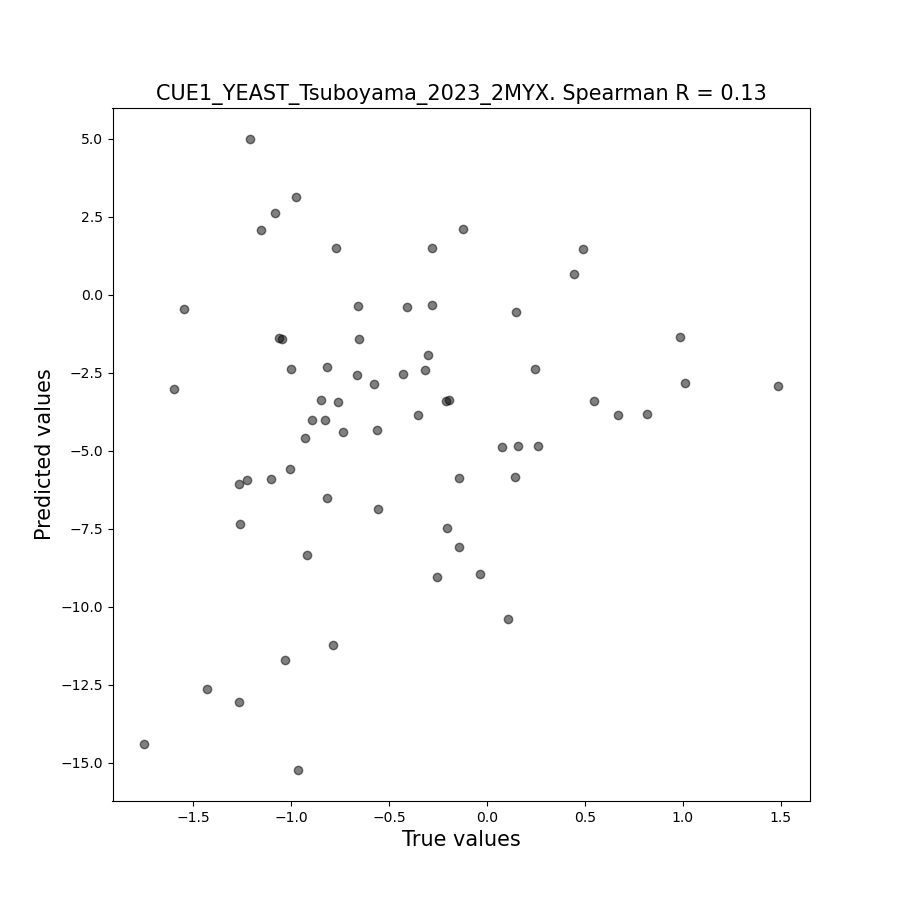 CUE1_YEAST_Tsuboyama_2023_2MYX. Spearman R = 0.13
5.0
2.5
0.0
−2.5
−5.0
−7.5
−10.0
−12.5
−15.0
Predicted values
−1.5 −1.0 −0.5 0.0 0.5 1.0 1.5
True values